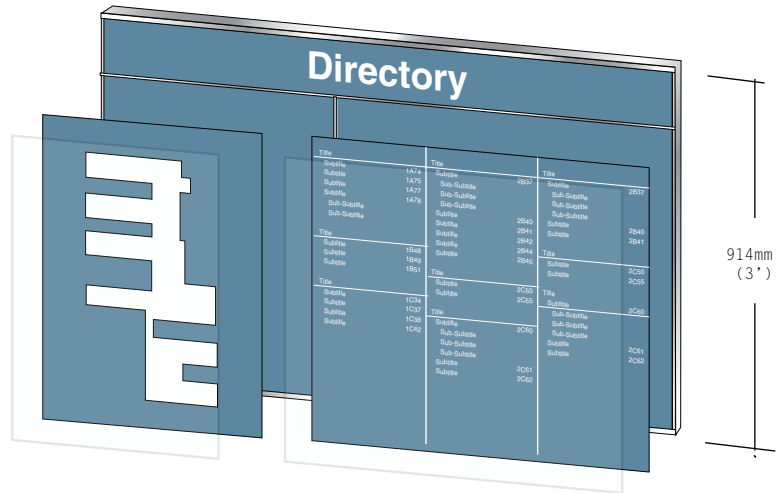 Directory
Title
Subtitle 1A74
Subtitle 1A75
Subtitle 1A77
Subtitle 1A78
Sub-Subtitle
Sub-Subtitle
Title
Subtitle 1B48
Subtitle 1B49
Subtitle 1B51
Title
Subtitle 1C34
Subtitle 1C37
Subtitle 1C38
Subtitle 1C42
Title
Subtitle 2B37
Sub-Subtitle
Sub-Subtitle
Sub-Subtitle
Subtitle 2B40
Subtitle 2B41
Subtitle 2B42
Subtitle 2B44
Subtitle 2B45
Title
Subtitle 2C50
Subtitle 2C55
Title
Subtitle 2C60
Sub-Subtitle
Sub-Subtitle
Sub-Subtitle
Subtitle 2C61
Subtitle 2C62
Title
Subtitle 2B37
Sub-Subtitle
Sub-Subtitle
Sub-Subtitle
Subtitle 2B40
Subtitle 2B41
Title
Subtitle 2C50
Subtitle 2C55
Title
Subtitle 2C60
Sub-Subtitle
Sub-Subtitle
Sub-Subtitle
Subtitle 2C61
Subtitle 2C62
914mm
(3')